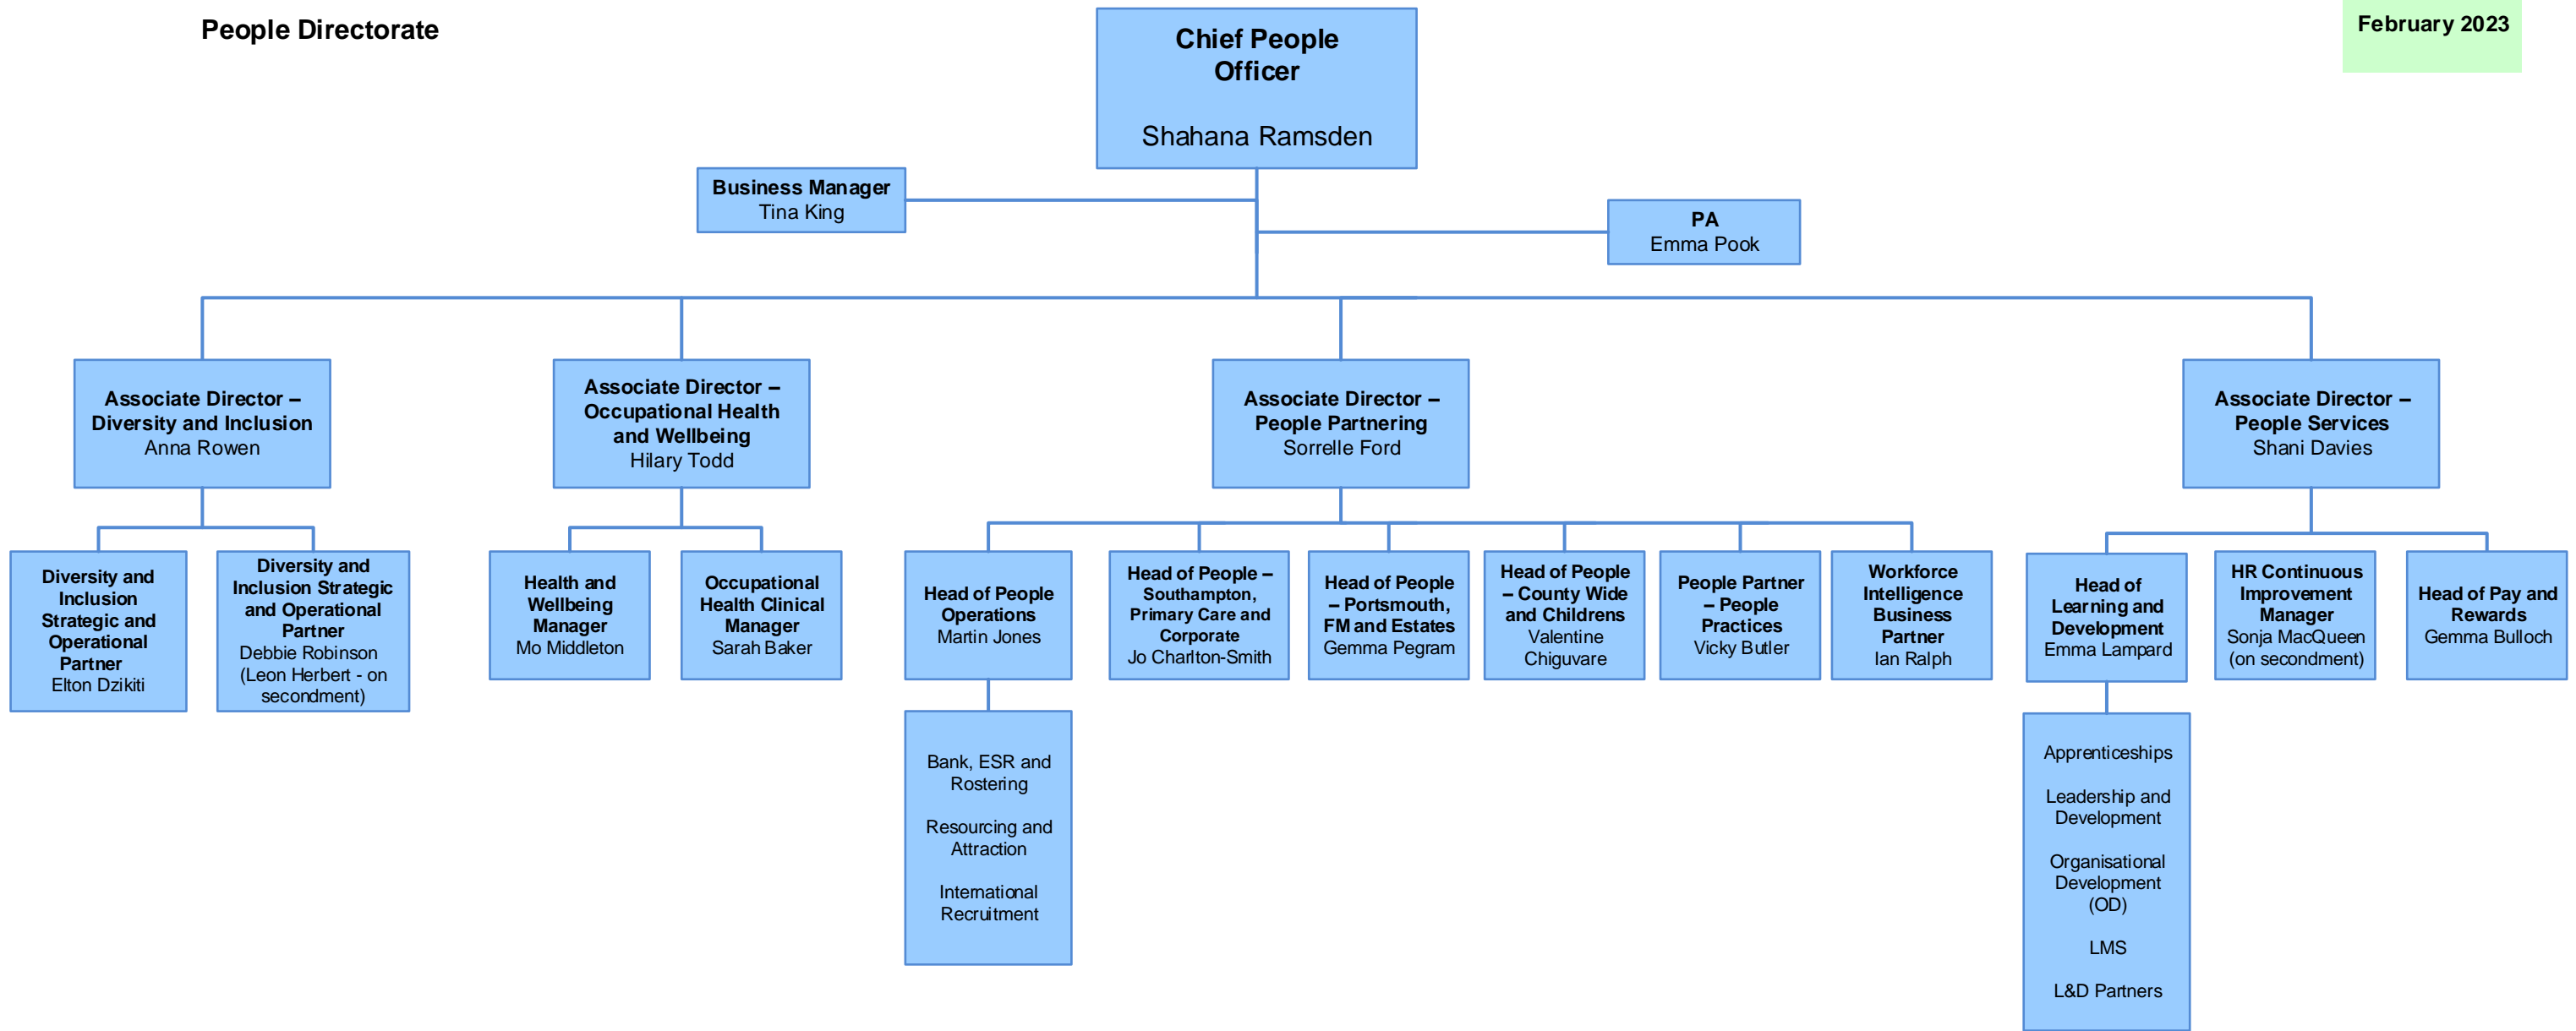 People Directorate
February 2023
Chief People
Officer
Shahana Ramsden
Business Manager
Tina King
PA
Emma Pook
Associate Director –
Diversity and Inclusion
Anna Rowen
Associate Director –
Occupational Health
and Wellbeing
Hilary Todd
Associate Director –
People Partnering
Sorrelle Ford
Associate Director –
People Services
Shani Davies
Diversity and
Inclusion
Strategic and
Operational
Partner
Elton Dzikiti
Diversity and
Inclusion Strategic
and Operational
Partner
Debbie Robinson
(Leon Herbert - on
secondment)
Health and
Wellbeing
Manager
Mo Middleton
Occupational
Health Clinical
Manager
Sarah Baker
Head of People
Operations
Martin Jones
Head of People –
Southampton,
Primary Care and
Corporate
Jo Charlton-Smith
Head of People
– Portsmouth,
FM and Estates
Gemma Pegram
Head of People
– County Wide
and Childrens
Valentine
Chiguvare
People Partner
– People
Practices
Vicky Butler
Workforce
Intelligence
Business
Partner
Ian Ralph
Head of
Learning and
Development
Emma Lampard
HR Continuous
Improvement
Manager
Sonja MacQueen
(on secondment)
Head of Pay and
Rewards
Gemma Bulloch
Bank, ESR and
Rostering
Resourcing and
Attraction
International
Recruitment
Apprenticeships
Leadership and
Development
Organisational
Development
(OD)
LMS
L&D Partners